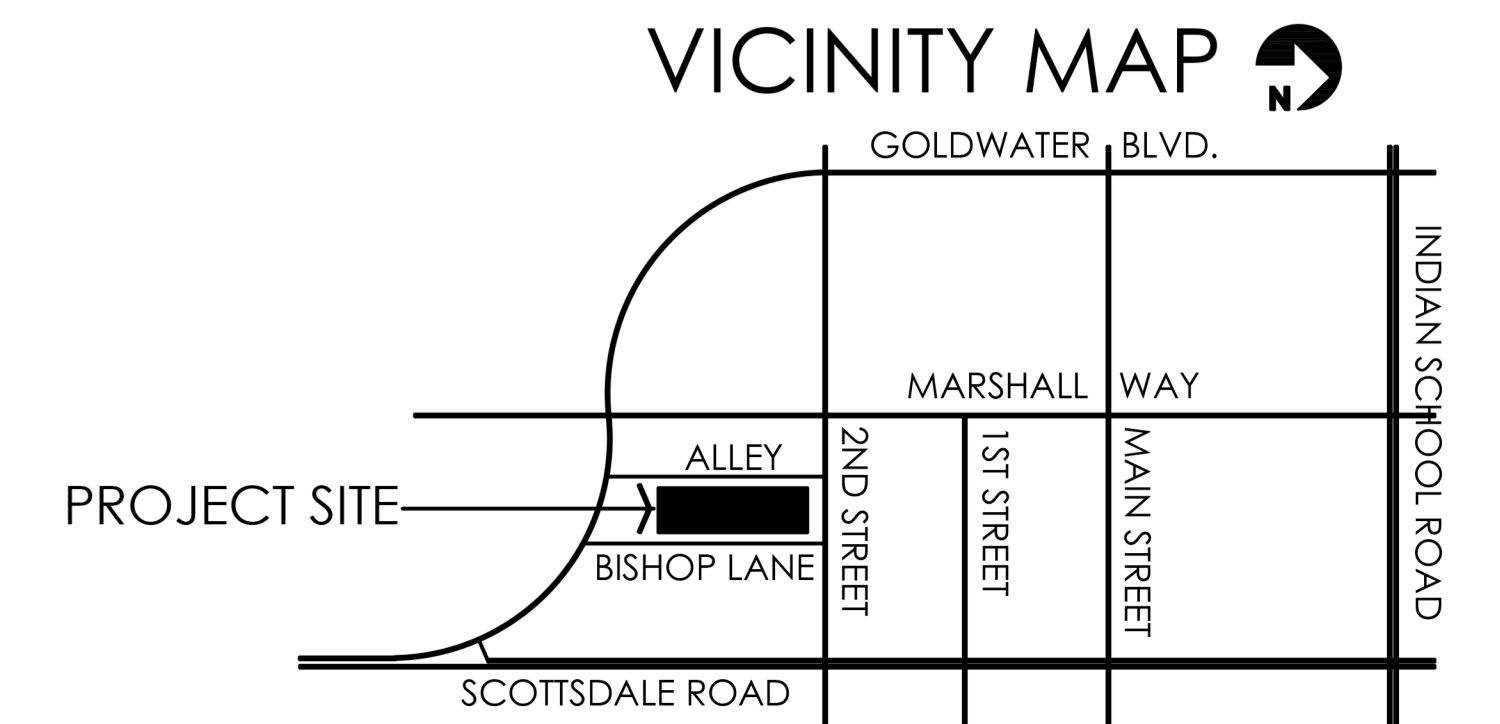 VICINITY MAP
N
GOLDWATER BLVD.
INDIAN SCHOOL ROAD
MARSHALL WAY
2ND STREET
1ST STREET
MAIN STREET
ALLEY
PROJECT SITE
BISHOP LANE
SCOTTSDALE ROAD